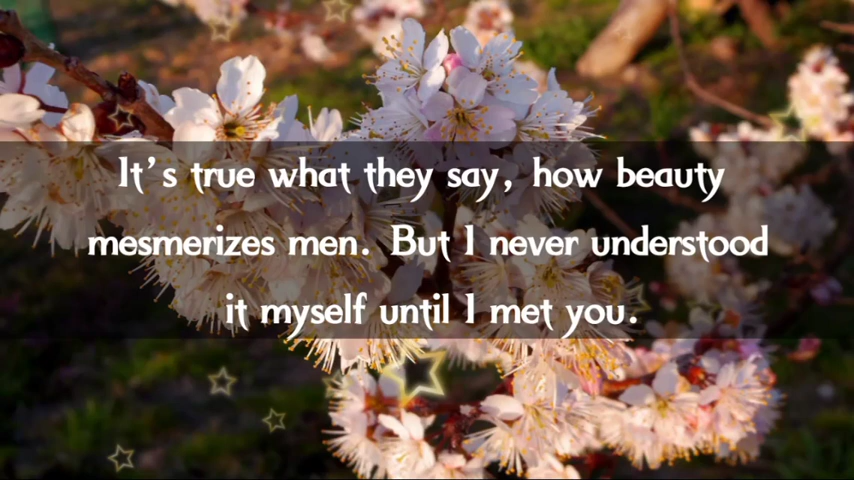 It's true what they say, how beauty
mesmerizes men. But I never understood
it myself until I met you.